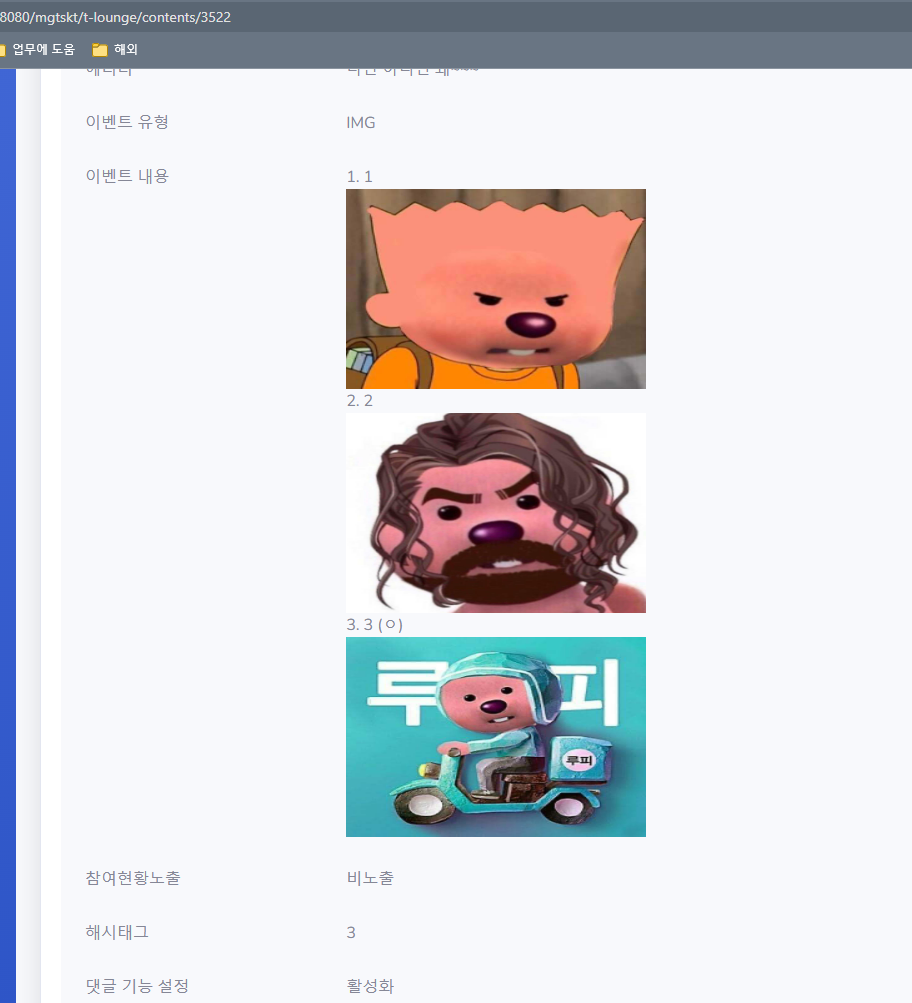 8080/mgtskt/t-lounge/contents/3522
업무에 도움 해외
이벤트 유형 IMG
이벤트 내용 1. 1
2. 2
3. 3 (ㅇ)
루피
루피
참여현황노출 비노출
해시태그 3
댓글 기능 설정 활성화